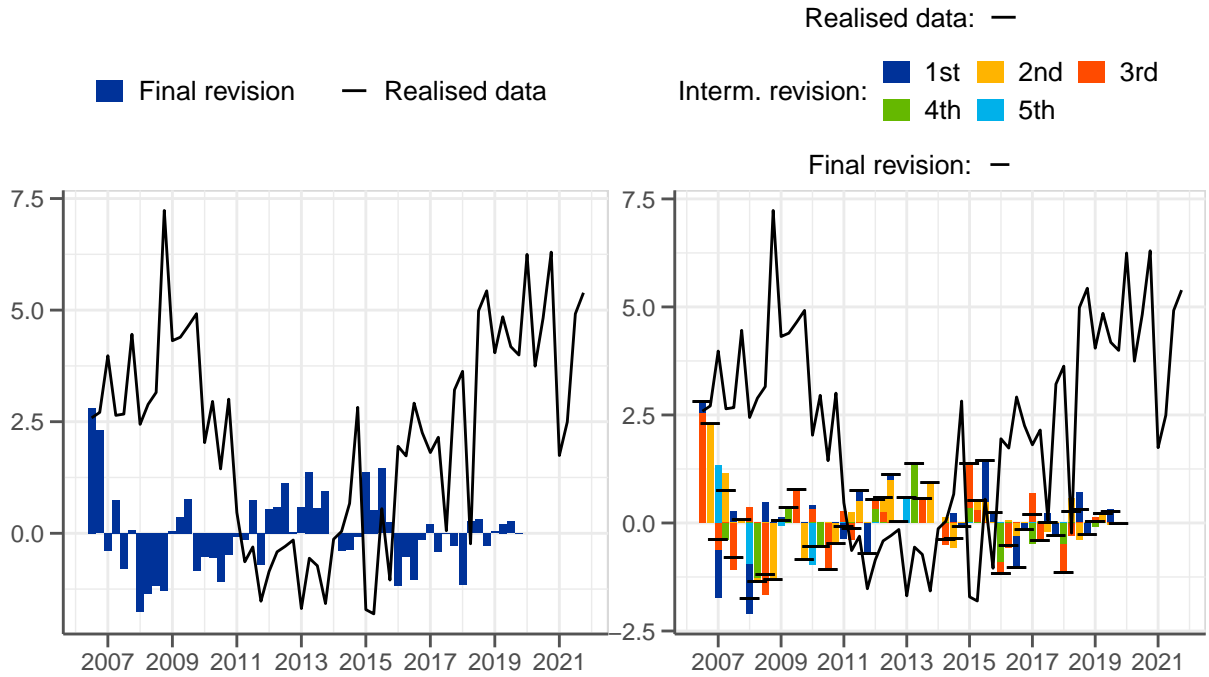 Final revision
Realised data
7.5
5.0
2.5
0.0
2007 2009 2011 2013 2015 2017 2019 2021
Realised data:
Interm. revision: 1st 2nd 3rd
4th 5th
Final revision:
7.5
5.0
2.5
0.0
−2.5
2007 2009 2011 2013 2015 2017 2019 2021